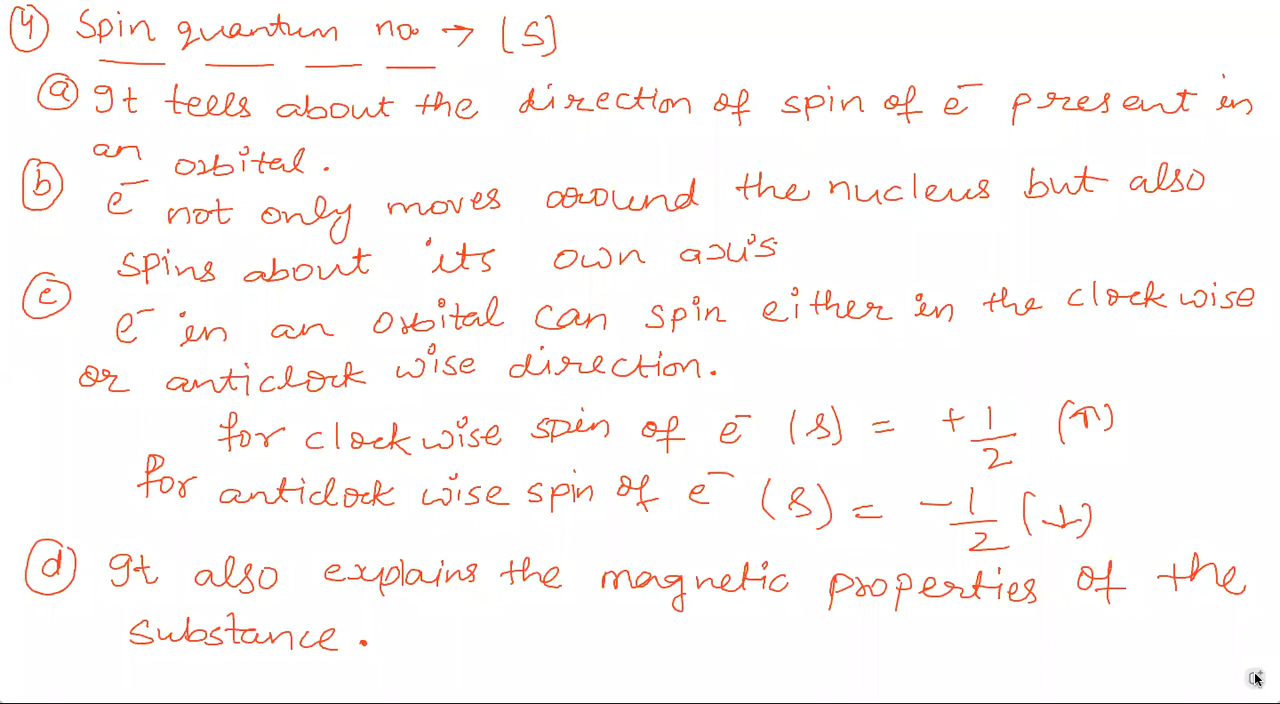 ④ Spin quantum no → [S]
ⓐ It tells about the direction of spin of e⁻ present in
an orbital.
ⓑ e⁻ not only moves around the nucleus but also
spins about its own axis
ⓒ e⁻ in an orbital can spin either in the clock wise
or anticlock wise direction.
for clock wise spin of e⁻ (s) = +1/2 (↑)
for anticlock wise spin of e⁻ (s) = -1/2 (↓)
ⓓ It also explains the magnetic properties of the
substance.